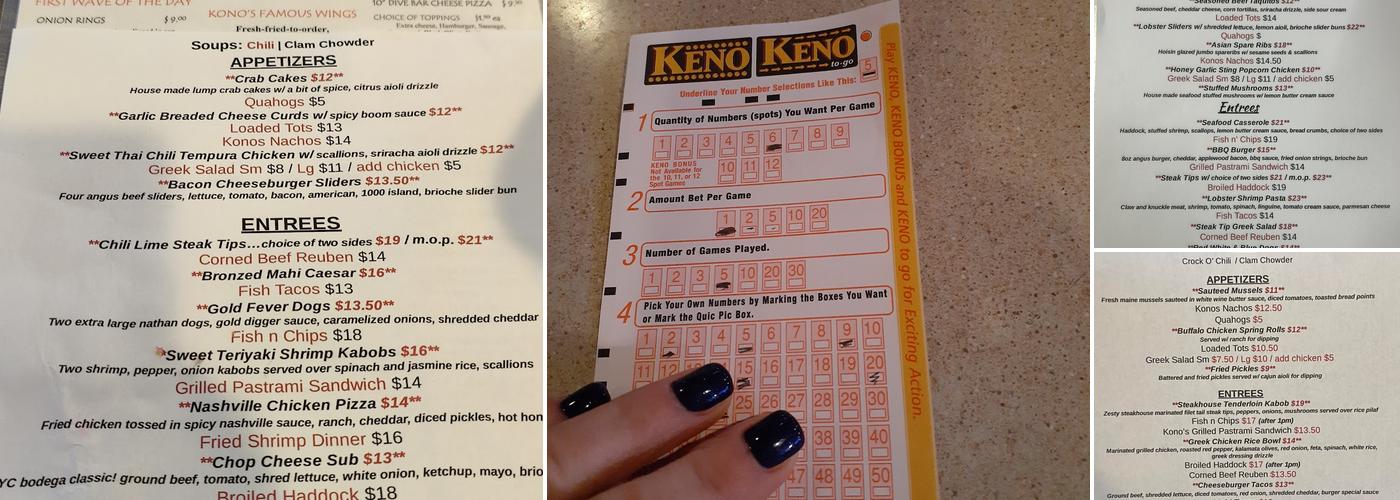 FIRST WAVE OF THE DAY
ONION RINGS $9.00
KONO'S FAMOUS WINGS
Fresh-fried-to-order,
10" DIVE BAR CHEESE PIZZA
CHOICE OF TOPPINGS $1.50 ea
Extra cheese, Hamburger, Sausage,
Soups: Chili | Clam Chowder
APPETIZERS
**Crab Cakes $12**
House made lump crab cakes w/ a bit of spice, citrus aioli drizzle
Quahogs $5
**Garlic Breaded Cheese Curds w/ spicy boom sauce $12**
Loaded Tots $13
Konos Nachos $14
**Sweet Thai Chili Tempura Chicken w/ scallions, sriracha aioli drizzle $12**
Greek Salad Sm $8 / Lg $11 / add chicken $5
**Bacon Cheeseburger Sliders $13.50**
Four angus beef sliders, lettuce, tomato, bacon, american, 1000 island, brioche slider bun
ENTREES
**Chili Lime Steak Tips...choice of two sides $19 / m.o.p. $21**
Corned Beef Reuben $14
**Bronzed Mahi Caesar $16**
Fish Tacos $13
**Gold Fever Dogs $13.50**
Two extra large nathan dogs, gold digger sauce, caramelized onions, shredded cheddar
Fish n Chips $18
*Sweet Teriyaki Shrimp Kabobs $16**
Two shrimp, pepper, onion kabobs served over spinach and jasmine rice, scallions
Grilled Pastrami Sandwich $14
**Nashville Chicken Pizza $14**
Fried chicken tossed in spicy nashville sauce, ranch, cheddar, diced pickles, hot hon
Fried Shrimp Dinner $16
**Chop Cheese Sub $13**
YC bodega classic! ground beef, tomato, shred lettuce, white onion, ketchup, mayo, brio
Broiled Haddock $18
KENO KENO to-go
5
Underline Your Number Selections Like This:
1 Quantity of Numbers (spots) You Want Per Game
1 2 3 4 5 6 7 8 9
KENO BONUS Not Available for the 10, 11, or 12 Spot Games
10 11 12
2 Amount Bet Per Game
1 2 5 10 20
3 Number of Games Played.
1 2 3 5 10 20 30
4 Pick Your Own Numbers by Marking the Boxes You Want
or Mark the Quic Pic Box.
1 2 3 4 5 6 7 8 9 10
11 12 15 16 17 18 19 20
25 26 27 28 29 30
38 39 40
47 48 49 50
Play KENO, KENO BONUS and KENO to go for Exciting Action.
Seasoned beef, cheddar cheese, corn tortillas, sriracha drizzle, side sour cream
Loaded Tots $14
**Lobster Sliders w/ shredded lettuce, lemon aioli, brioche slider buns $22**
Quahogs $
**Asian Spare Ribs $18**
Hoisin glazed jumbo spareribs w/ sesame seeds & scallions
Konos Nachos $14.50
**Honey Garlic Sting Popcorn Chicken $10**
Greek Salad Sm $8 / Lg $11 / add chicken $5
**Stuffed Mushrooms $13**
House made seafood stuffed mushrooms w/ lemon butter cream sauce
Entrees
**Seafood Casserole $21**
Haddock, stuffed shrimp, scallops, lemon butter cream sauce, bread crumbs, choice of two sides
Fish n' Chips $19
**BBQ Burger $15**
8oz angus burger, cheddar, applewood bacon, bbq sauce, fried onion strings, brioche bun
Grilled Pastrami Sandwich $14
**Steak Tips w/ choice of two sides $21 / m.o.p. $23**
Broiled Haddock $19
**Lobster Shrimp Pasta $23**
Claw and knuckle meat, shrimp, tomato, spinach, linguine, tomato cream sauce, parmesan cheese
Fish Tacos $14
**Steak Tip Greek Salad $18**
Corned Beef Reuben $14
Crock O' Chili / Clam Chowder
APPETIZERS
**Sauteed Mussels $11**
Fresh maine mussels sauteed in white wine butter sauce, diced tomatoes, toasted bread points
Konos Nachos $12.50
Quahogs $5
**Buffalo Chicken Spring Rolls $12**
Served w/ ranch for dipping
Loaded Tots $10.50
Greek Salad Sm $7.50 / Lg $10 / add chicken $5
**Fried Pickles $9**
Battered and fried pickles served w/ cajun aioli for dipping
ENTREES
**Steakhouse Tenderloin Kabob $19**
Zesty steakhouse marinated filet tail steak tips, peppers, onions, mushrooms served over rice pilaf
Fish n Chips $17 (after 1pm)
Kono's Grilled Pastrami Sandwich $13.50
**Greek Chicken Rice Bowl $14**
Marinated grilled chicken, roasted red pepper, kalamata olives, red onion, feta, spinach, white rice,
greek dressing drizzle
Broiled Haddock $17 (after 1pm)
Corned Beef Reuben $13.50
**Cheeseburger Tacos $13**
Ground beef, shredded lettuce, diced tomatoes, red onion, shredded cheddar, burger special sauce